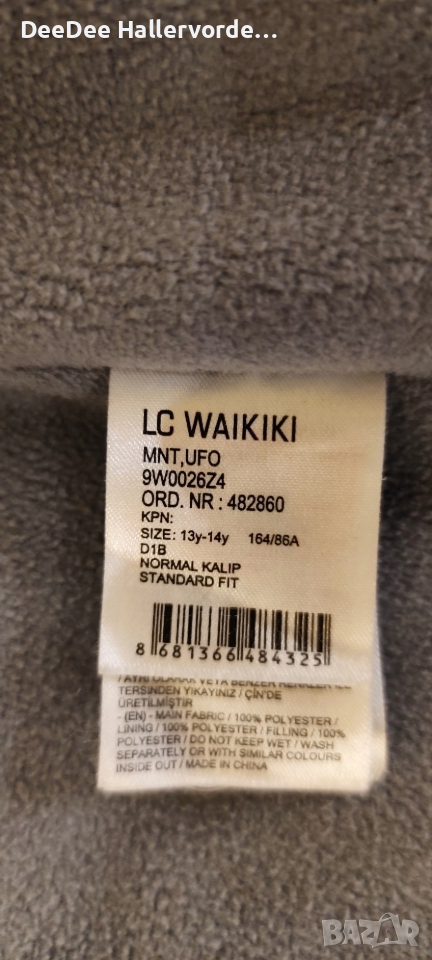 DeeDee Hallervorde...
LC WAIKIKI
MNT,UFO
9W0026Z4
ORD. NR : 482860
KPN:
SIZE: 13y-14y 164/86A
D1B
NORMAL KALIP
STANDARD FIT
8 681366 484325
TERSINDEN YIKAYINIZ / ÇİN'DE
ÜRETİLMİŞTİR
- (EN) - MAIN FABRIC / 100% POLYESTER /
LINING / 100% POLYESTER / FILLING / 100%
POLYESTER / DO NOT KEEP WET / WASH
SEPARATELY OR WITH SIMILAR COLOURS
INSIDE OUT / MADE IN CHINA
BAZAR